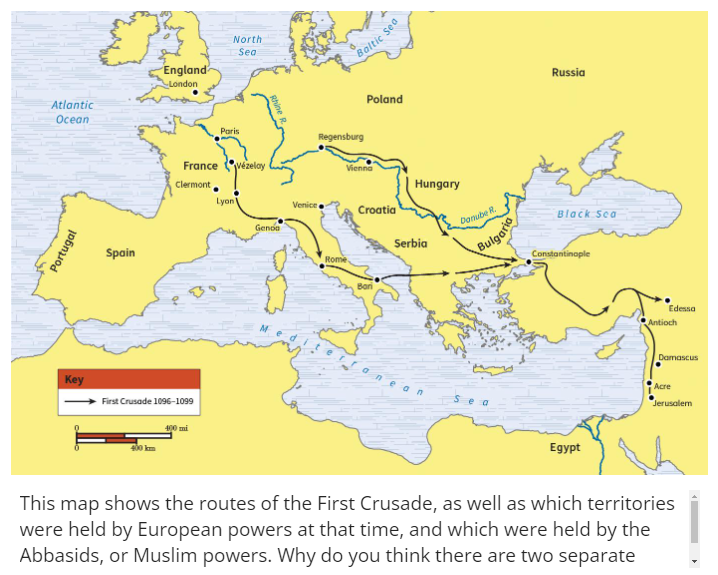 North
Sea
Baltic Sea
England
London
Russia
Atlantic
Ocean
Poland
Rhine R.
Paris
Regensburg
France
Vézeloy
Vienna
Clermont
Hungary
Lyon
Venice
Croatia
Danube R.
Black Sea
Genoa
Serbia
Bulgaria
Portugal
Spain
Rome
Constantinople
Bari
Edessa
Antioch
Mediterranean Sea
Damascus
Key
Acre
First Crusade 1096–1099
Jerusalem
0 400 mi
0 400 km
Egypt
This map shows the routes of the First Crusade, as well as which territories
were held by European powers at that time, and which were held by the
Abbasids, or Muslim powers. Why do you think there are two separate